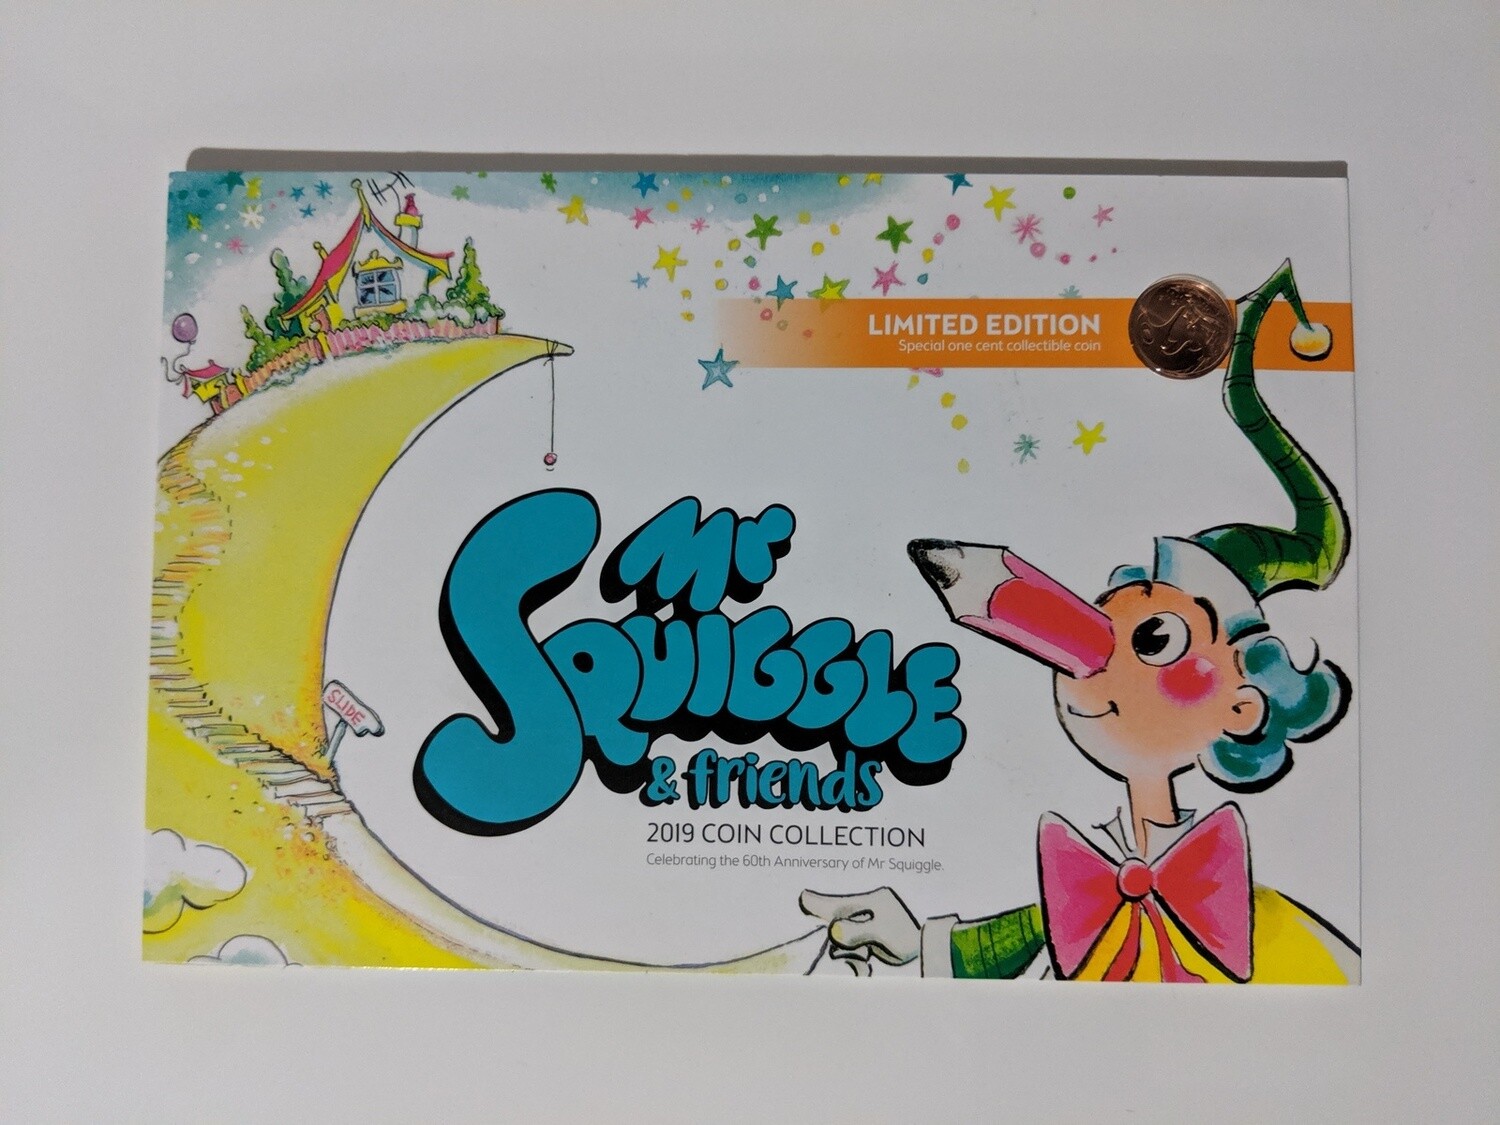 LIMITED EDITION
Special one cent collectible coin
Mr
SQUIGGLE
& friends
2019 COIN COLLECTION
Celebrating the 60th Anniversary of Mr Squiggle.
SLIDE